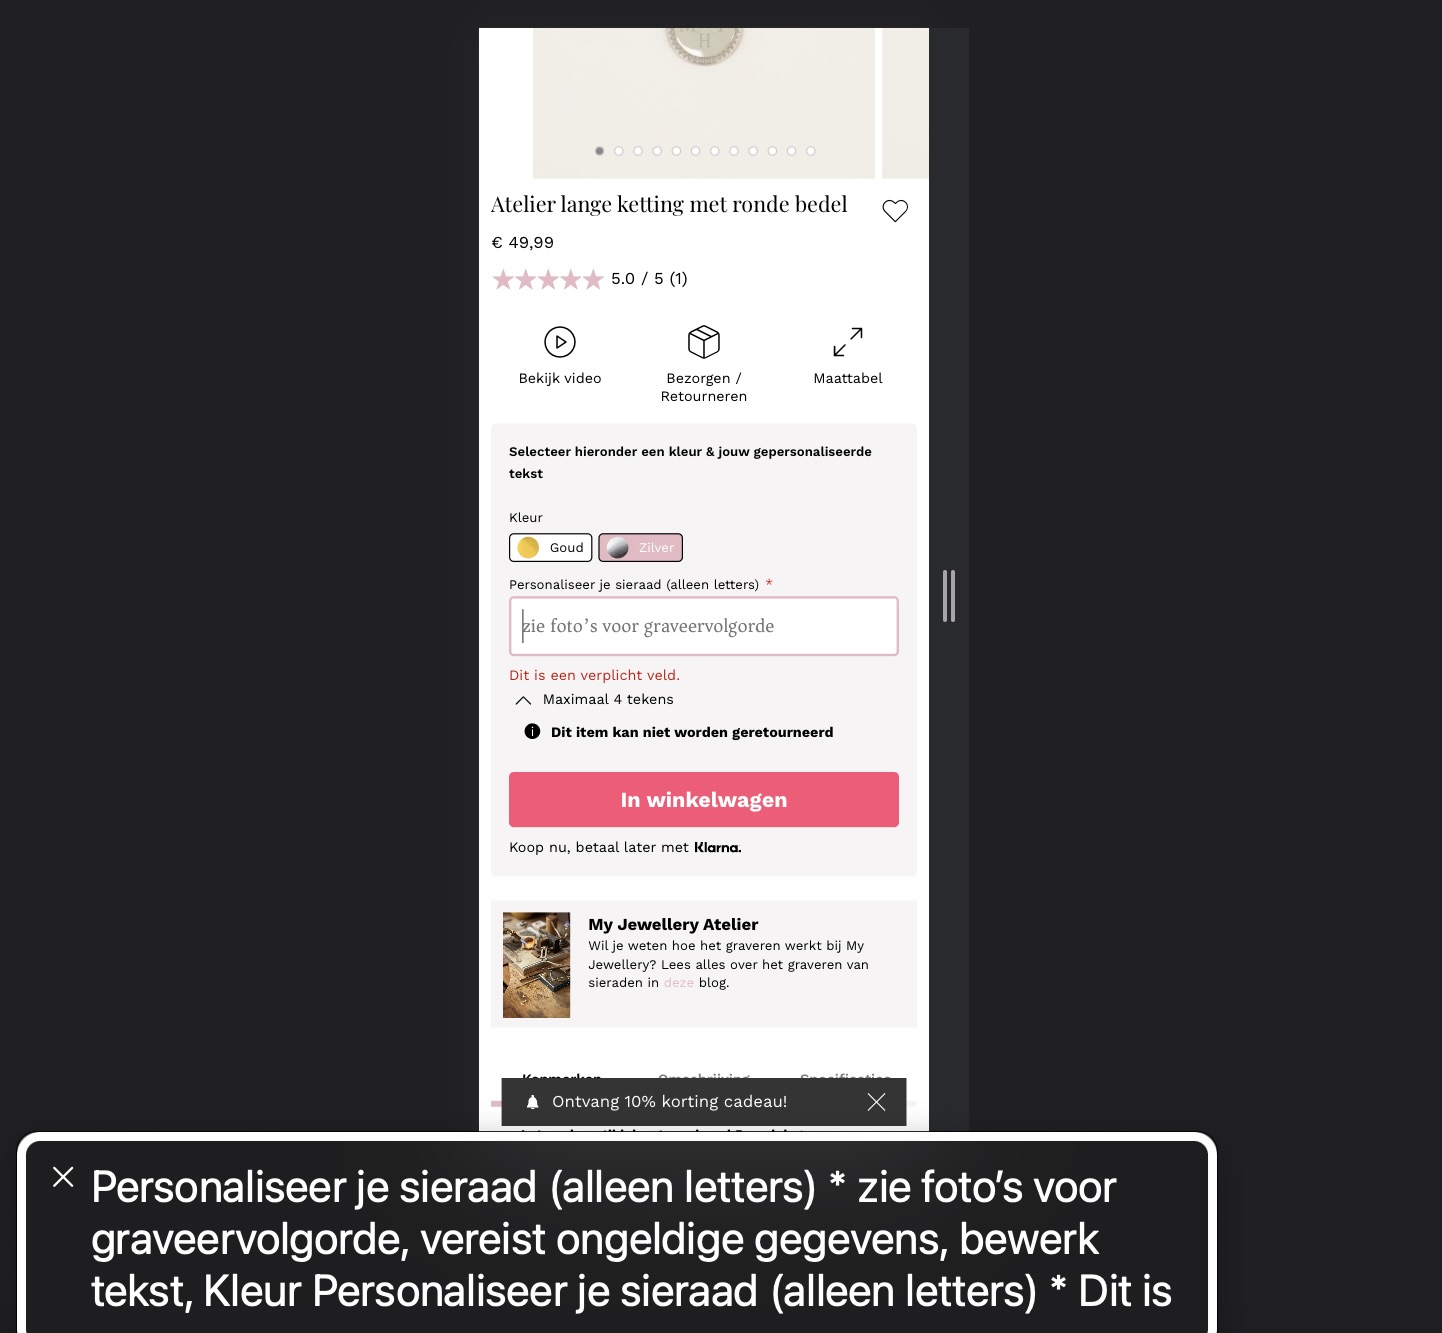 H
Atelier lange ketting met ronde bedel
€ 49,99
5.0 / 5 (1)
Bekijk video
Bezorgen /
Retourneren
Maattabel
Selecteer hieronder een kleur & jouw gepersonaliseerde
tekst
Kleur
Goud
Zilver
Personaliseer je sieraad (alleen letters) *
zie foto's voor graveervolgorde
Dit is een verplicht veld.
Maximaal 4 tekens
Dit item kan niet worden geretourneerd
In winkelwagen
Koop nu, betaal later met Klarna.
My Jewellery Atelier
Wil je weten hoe het graveren werkt bij My
Jewellery? Lees alles over het graveren van
sieraden in deze blog.
Kenmerken Omschrijving Specificaties
Ontvang 10% korting cadeau!
Personaliseer je sieraad (alleen letters) * zie foto's voor
graveervolgorde, vereist ongeldige gegevens, bewerk
tekst, Kleur Personaliseer je sieraad (alleen letters) * Dit is